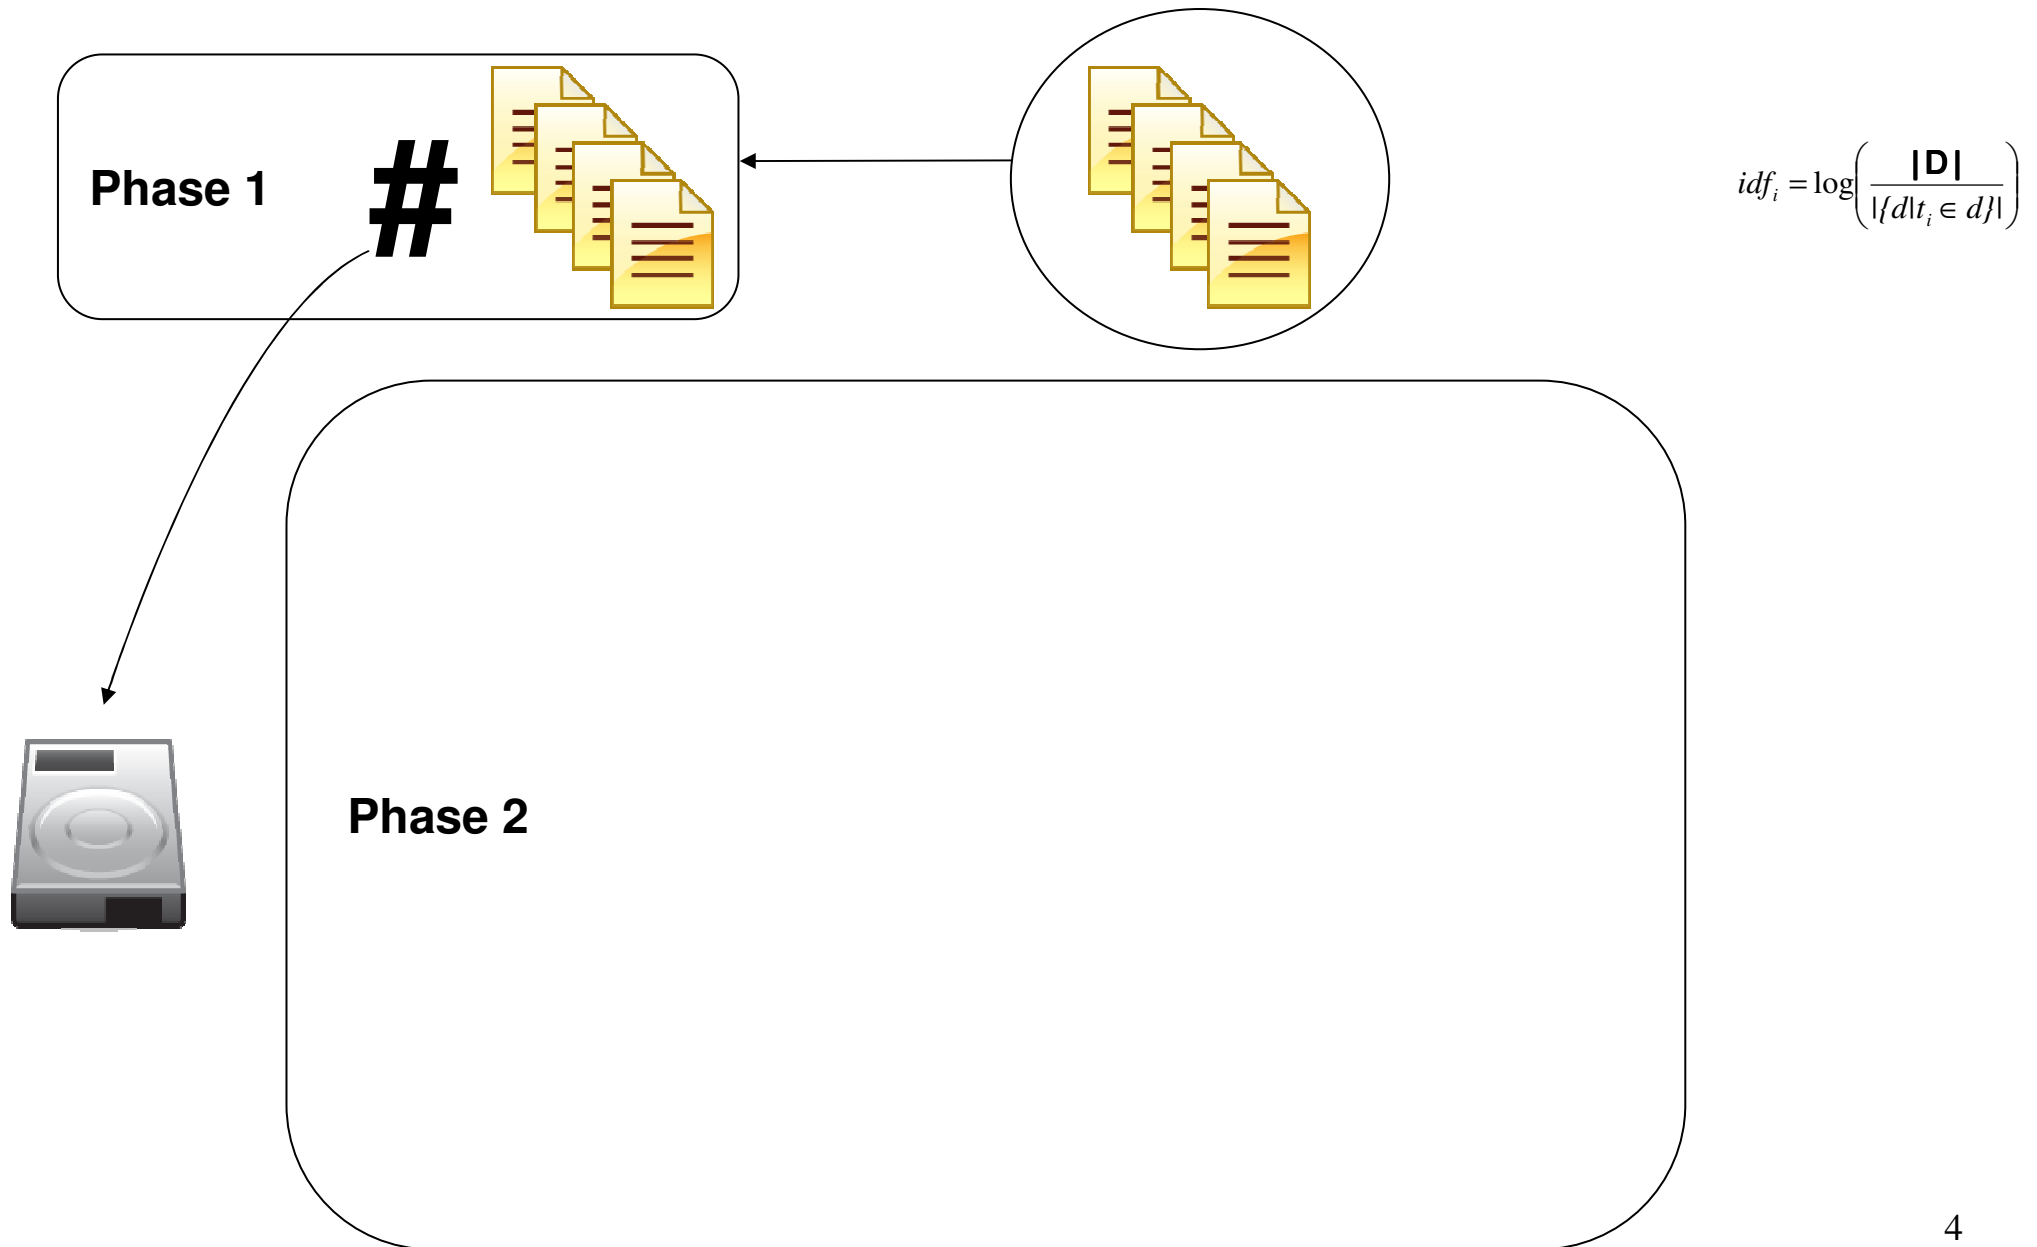 Phase 1 #
idf_i = log(|D| / |{d|t_i ∈ d}|)
Phase 2
4